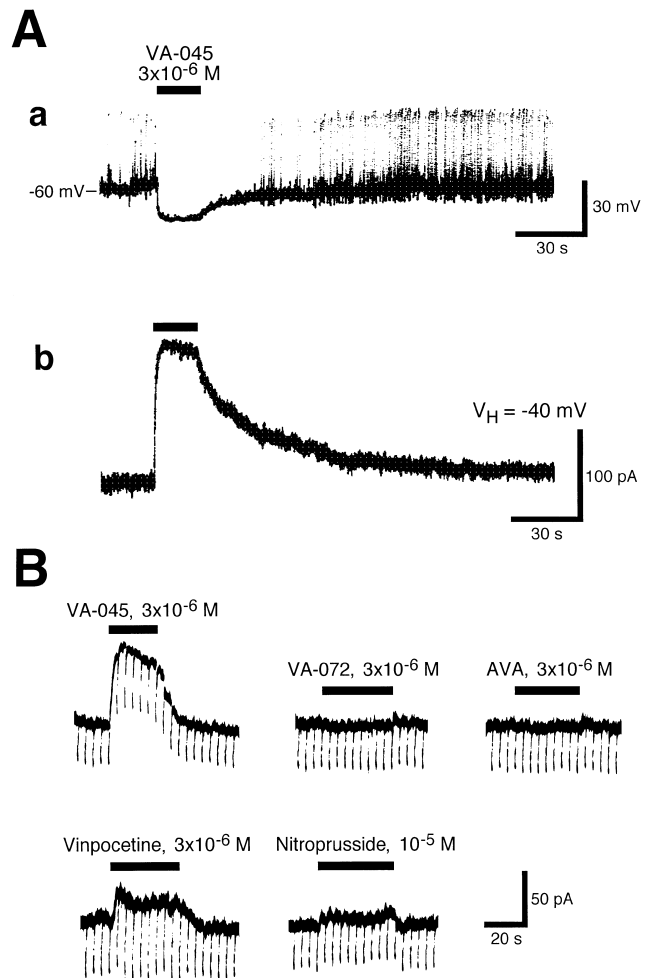 A
VA-045
3x10-6 M
a
-60 mV
30 mV
30 s
b
VH = -40 mV
100 pA
30 s
B
VA-045, 3x10-6 M
VA-072, 3x10-6 M
AVA, 3x10-6 M
Vinpocetine, 3x10-6 M
Nitroprusside, 10-5 M
50 pA
20 s